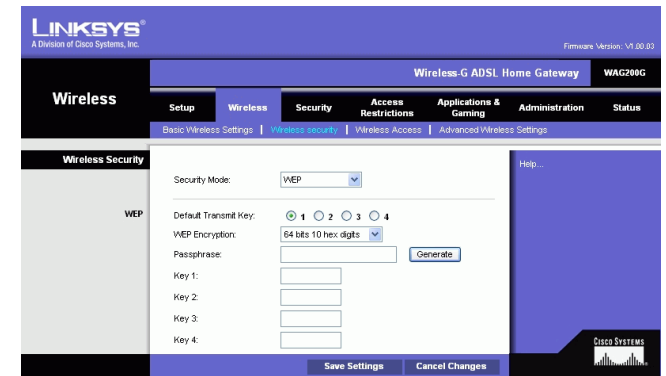 LINKSYS®
A Division of Cisco Systems, Inc.
Firmware Version: V1.00.03
Wireless-G ADSL Home Gateway WAG200G
Wireless
Setup Wireless Security Access Restrictions Applications & Gaming Administration Status
Basic Wireless Settings | Wireless security | Wireless Access | Advanced Wireless Settings
Wireless Security
Help...
Security Mode: WEP
WEP
Default Transmit Key: 1 2 3 4
WEP Encryption: 64 bits 10 hex digits
Passphrase: Generate
Key 1:
Key 2:
Key 3:
Key 4:
CISCO SYSTEMS
Save Settings Cancel Changes